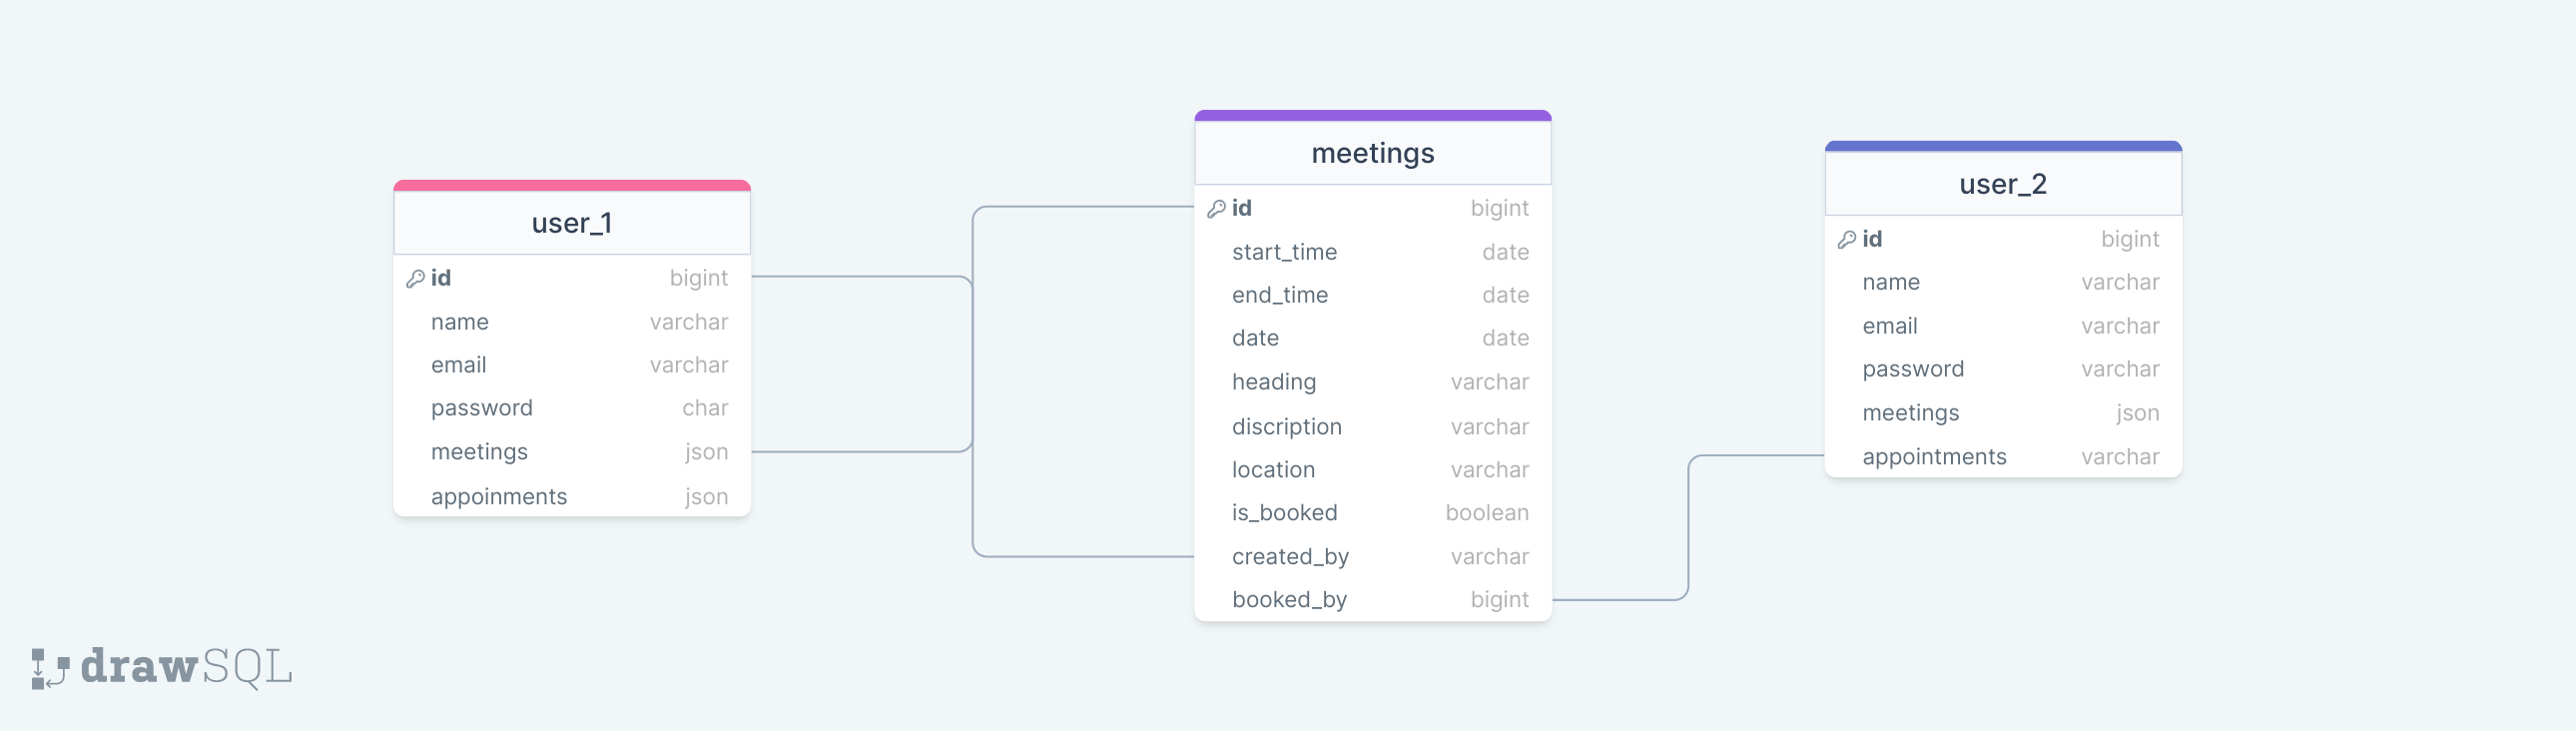 user_1
id bigint
name varchar
email varchar
password char
meetings json
appoinments json
meetings
id bigint
start_time date
end_time date
date date
heading varchar
discription varchar
location varchar
is_booked boolean
created_by varchar
booked_by bigint
user_2
id bigint
name varchar
email varchar
password varchar
meetings json
appointments varchar
drawSQL